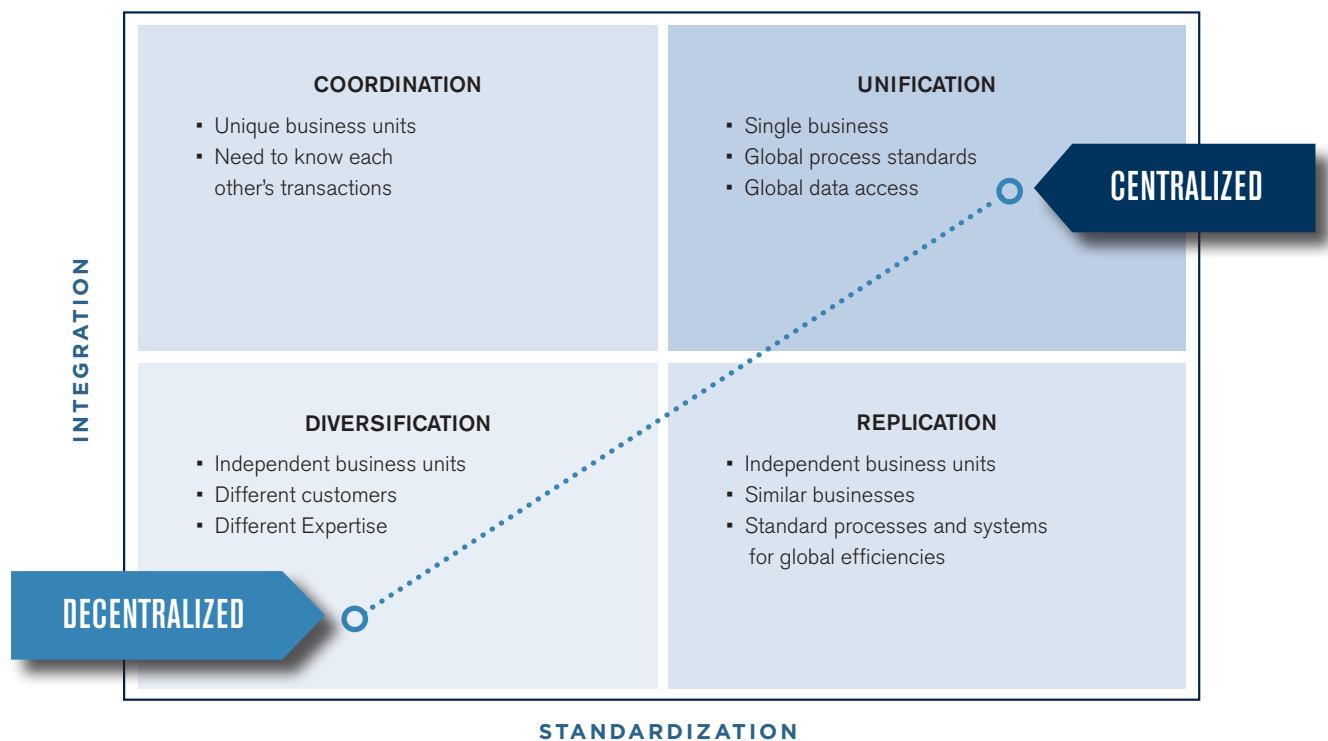 COORDINATION
▪ Unique business units
▪ Need to know each
other's transactions
UNIFICATION
▪ Single business
▪ Global process standards
▪ Global data access
CENTRALIZED
INTEGRATION
DIVERSIFICATION
▪ Independent business units
▪ Different customers
▪ Different Expertise
REPLICATION
▪ Independent business units
▪ Similar businesses
▪ Standard processes and systems
for global efficiencies
DECENTRALIZED
STANDARDIZATION